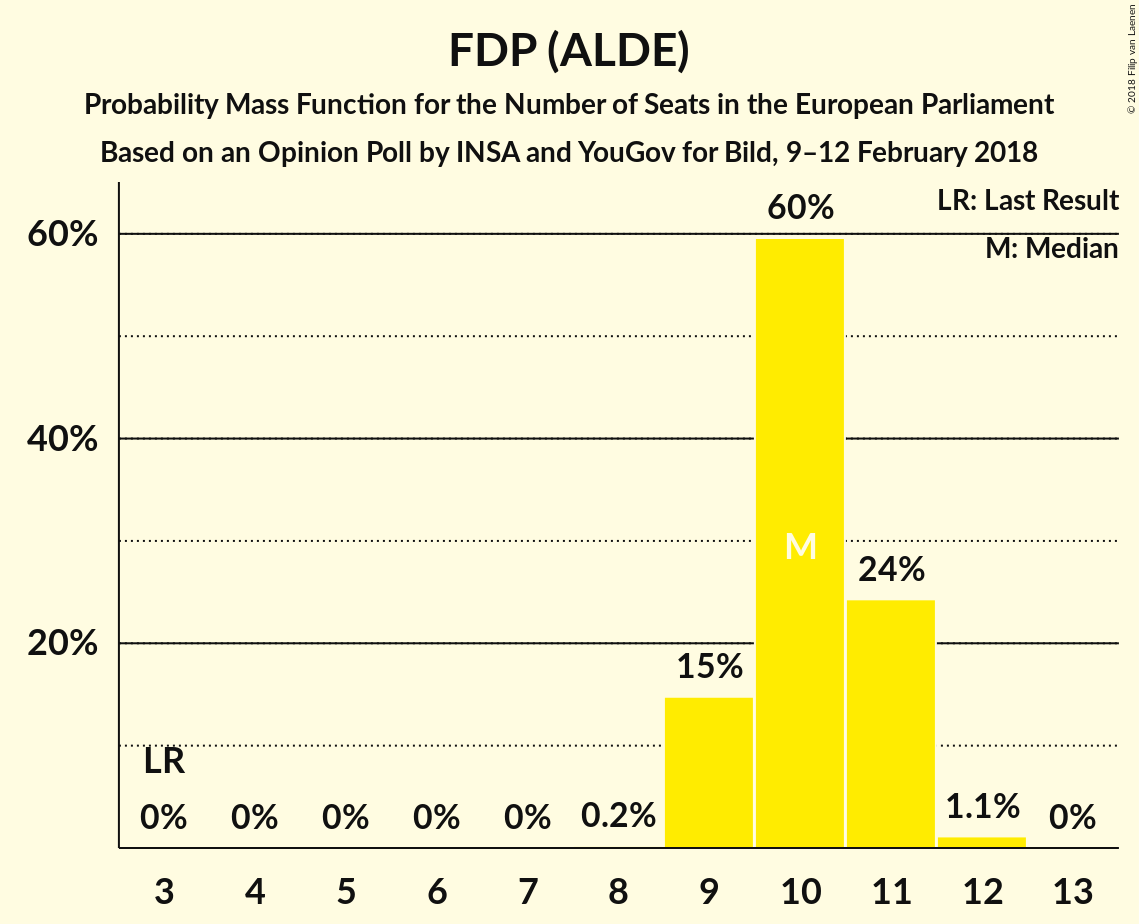 FDP (ALDE)
Probability Mass Function for the Number of Seats in the European Parliament
Based on an Opinion Poll by INSA and YouGov for Bild, 9–12 February 2018
© 2018 Filip van Laenen
LR: Last Result
M: Median
60%
40%
20%
LR
0%
0%
0%
0%
0%
0.2%
15%
60%
M
24%
1.1%
0%
3 4 5 6 7 8 9 10 11 12 13